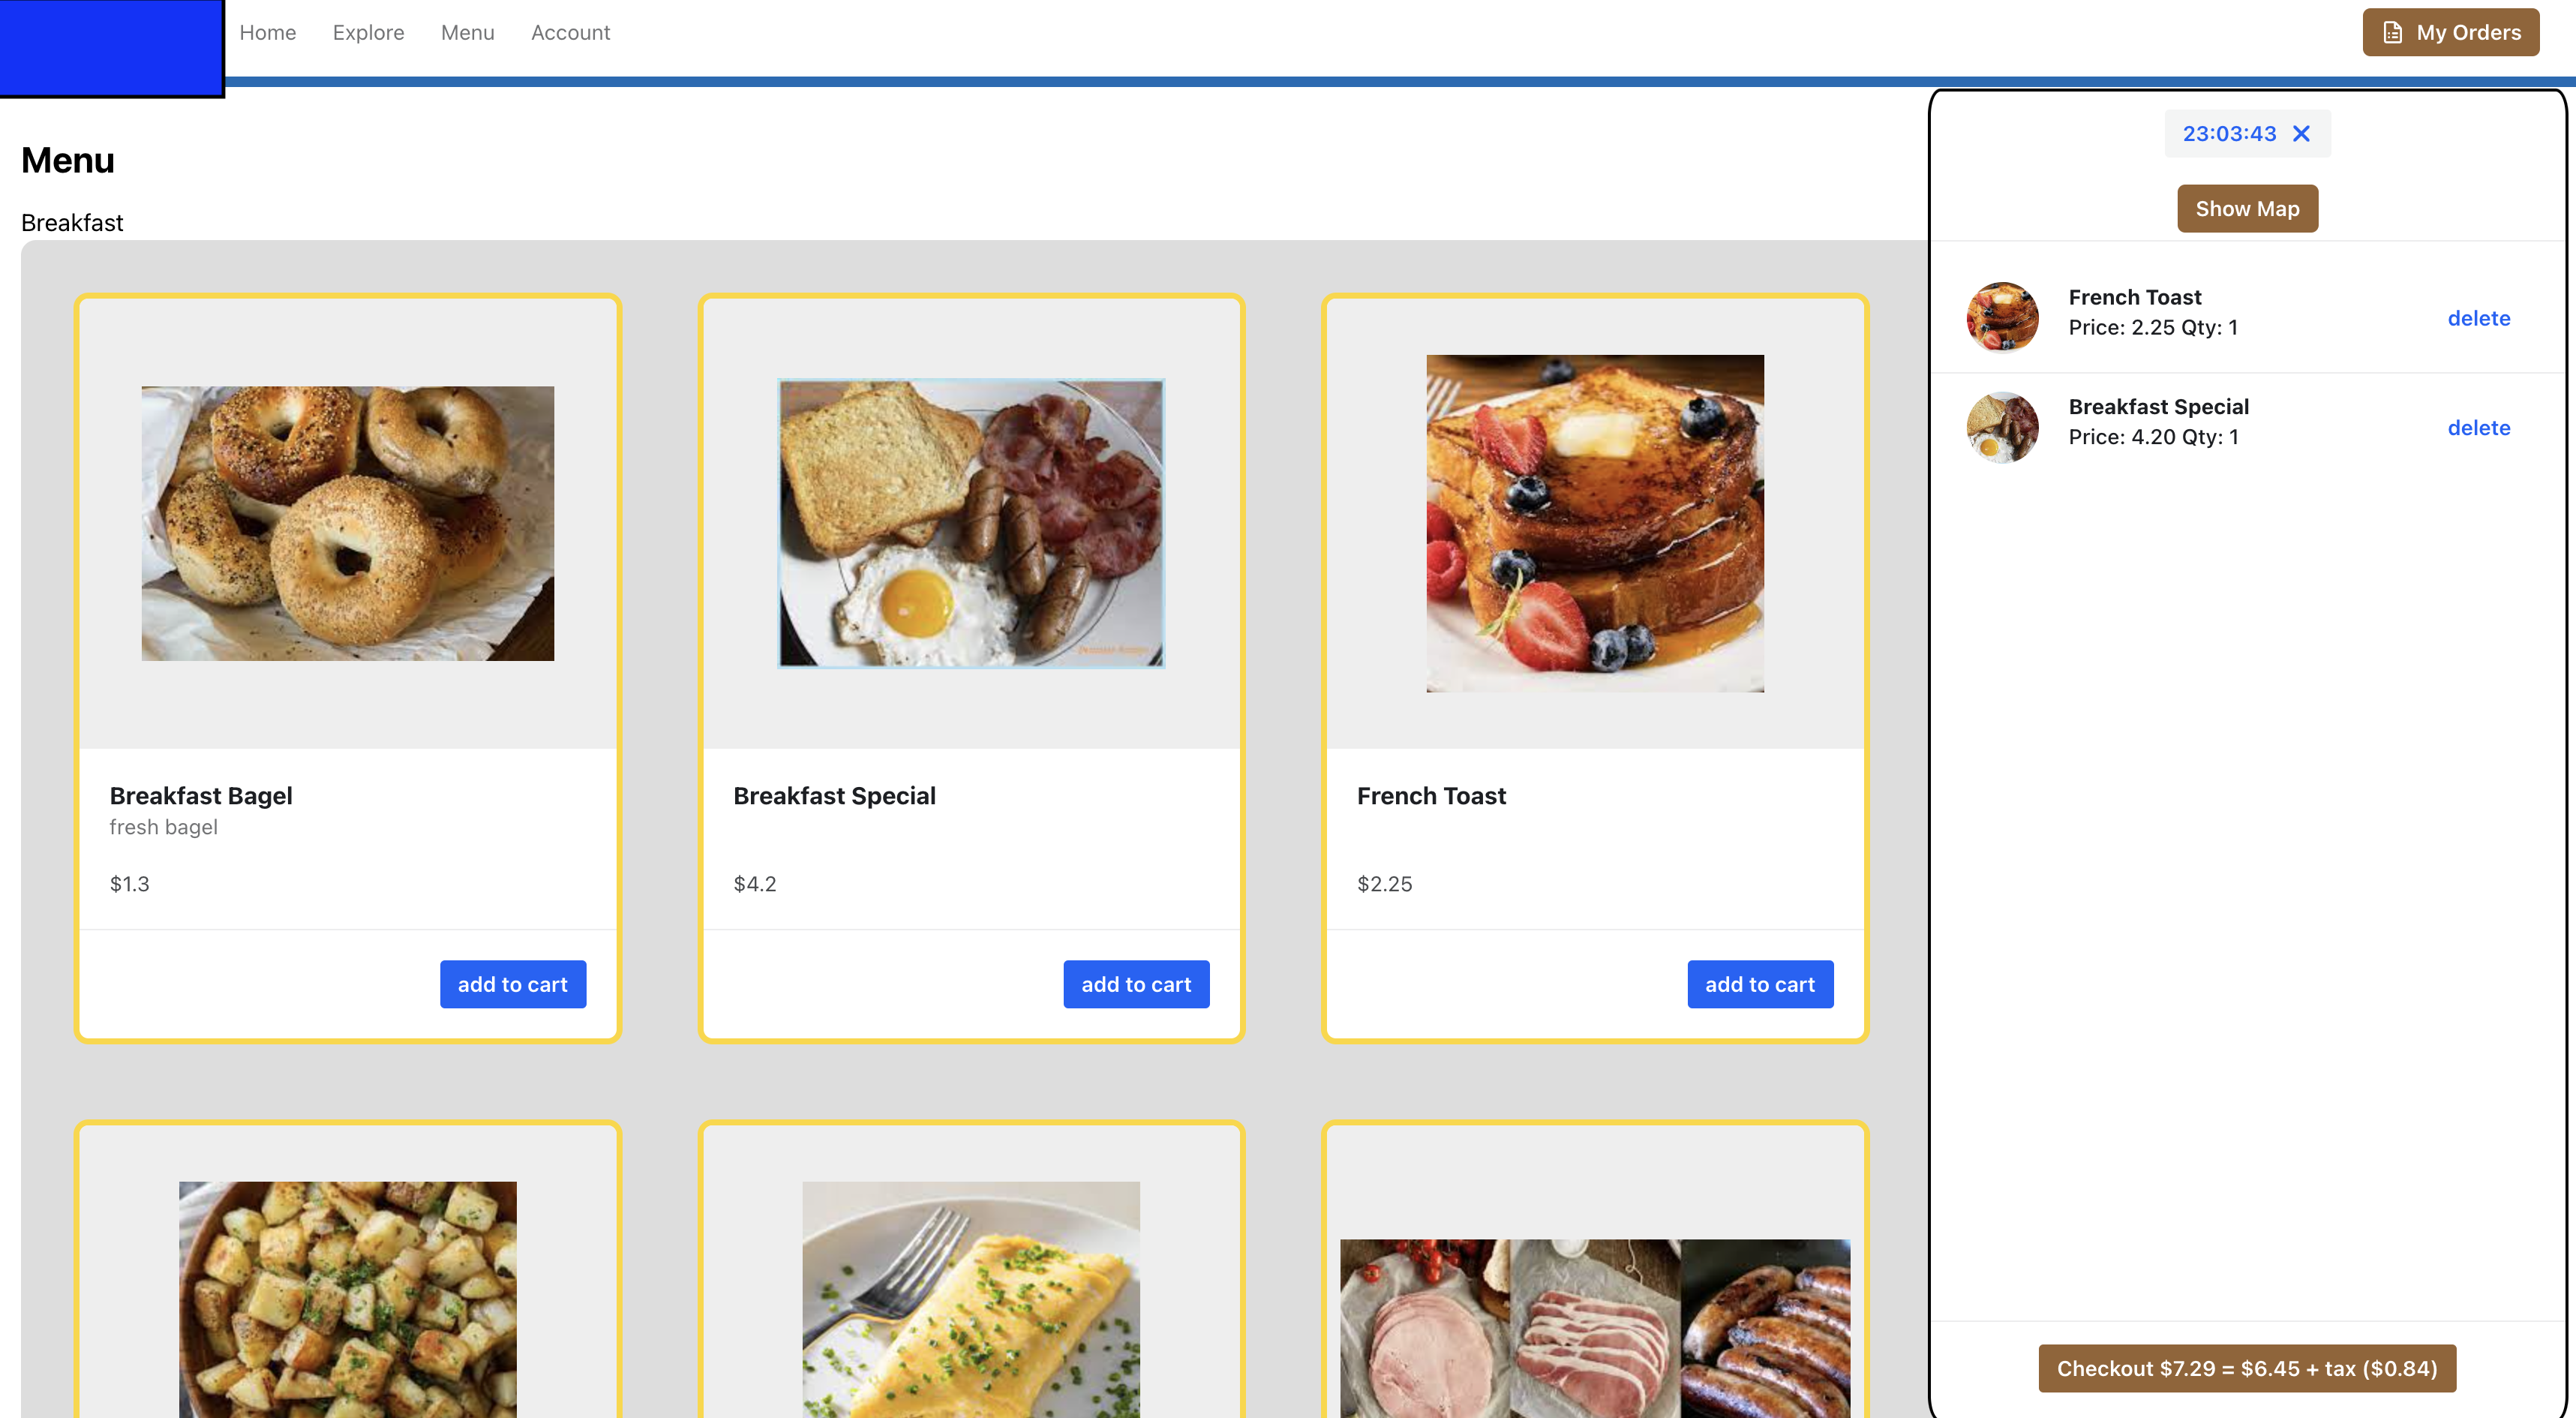 Home Explore Menu Account
My Orders
Menu
Breakfast
Breakfast Bagel
fresh bagel
$1.3
add to cart
Breakfast Special
$4.2
add to cart
French Toast
$2.25
add to cart
23:03:43 ✕
Show Map
French Toast
Price: 2.25 Qty: 1
delete
Breakfast Special
Price: 4.20 Qty: 1
delete
Checkout $7.29 = $6.45 + tax ($0.84)